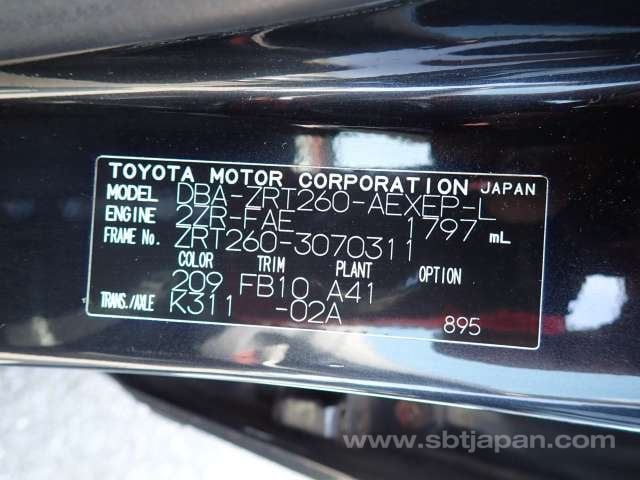 TOYOTA MOTOR CORPORATION JAPAN
MODEL DBA-ZRT260-AEXEP-L
ENGINE 2ZR-FAE 1797 mL
FRAME No. ZRT260-3070311
COLOR TRIM PLANT OPTION
209 FB10 A41
TRANS./AXLE K311 -02A 895
www.sbtjapan.com